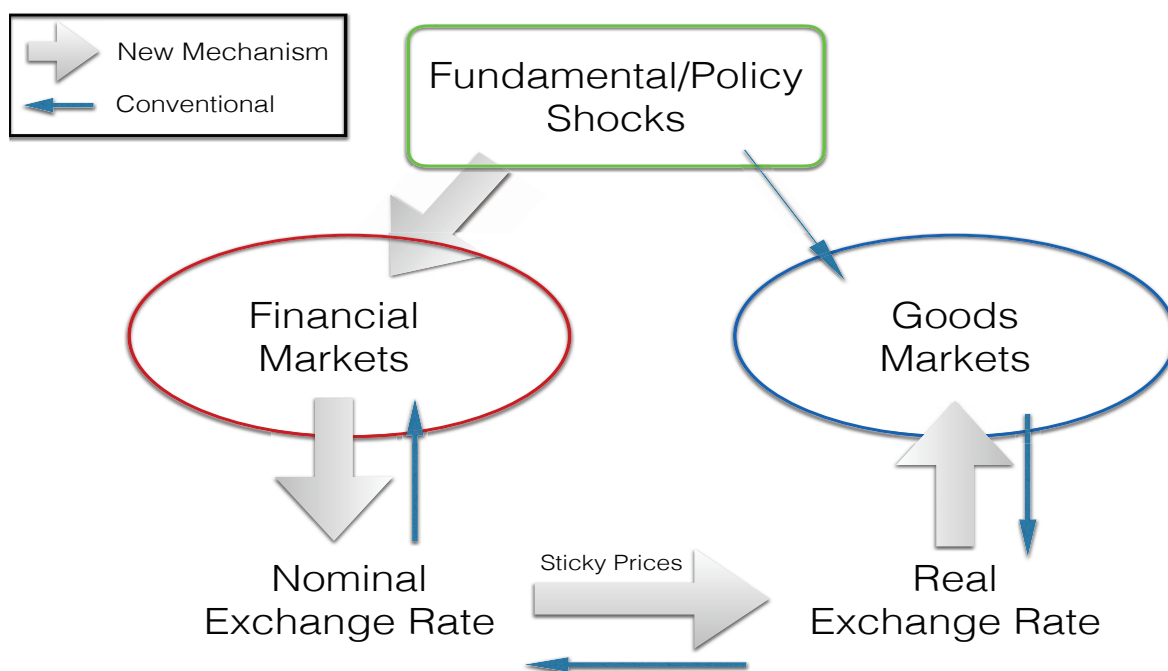 New Mechanism
Conventional
Fundamental/Policy
Shocks
Financial
Markets
Goods
Markets
Sticky Prices
Nominal
Exchange Rate
Real
Exchange Rate